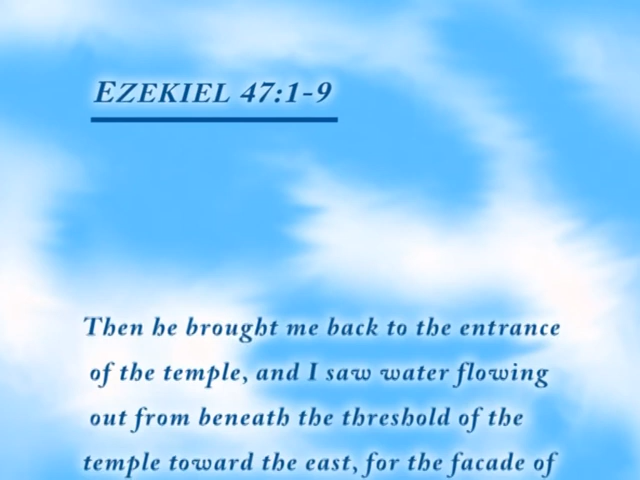 EZEKIEL 47:1-9
Then he brought me back to the entrance
of the temple, and I saw water flowing
out from beneath the threshold of the
temple toward the east, for the facade of